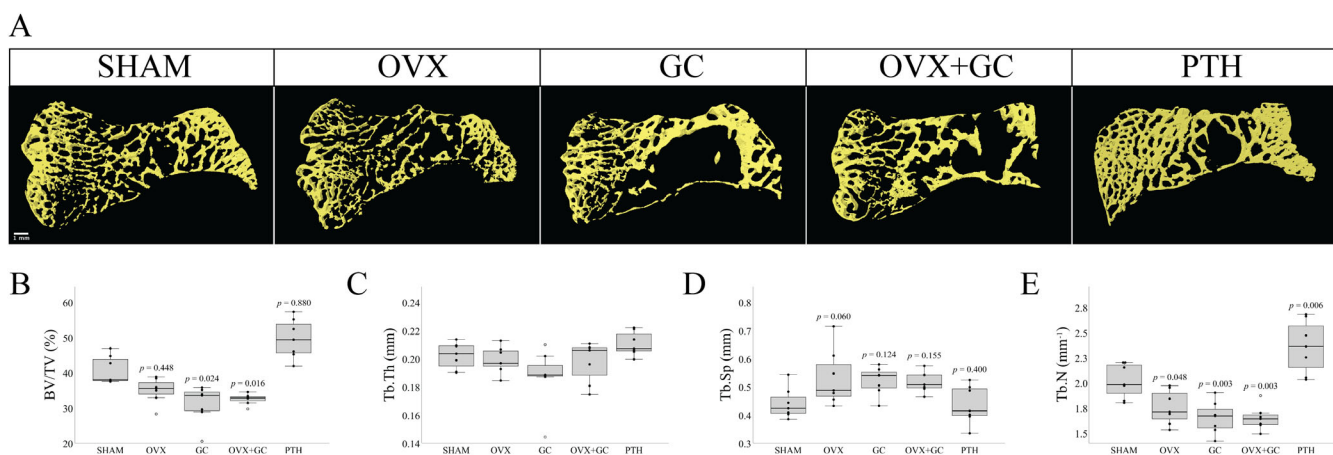 A
SHAM OVX GC OVX+GC PTH
1 mm
B
BV/TV (%)
60
50
40
30
20
p = 0.448
p = 0.024
p = 0.016
p = 0.880
SHAM OVX GC OVX+GC PTH
C
Tb.Th (mm)
0.24
0.22
0.20
0.18
0.16
0.14
SHAM OVX GC OVX+GC PTH
D
Tb.Sp (mm)
0.8
0.7
0.6
0.5
0.4
0.3
p = 0.060
p = 0.124
p = 0.155
p = 0.400
SHAM OVX GC OVX+GC PTH
E
Tb.N (mm⁻¹)
2.8
2.5
2.3
2.0
1.8
1.5
p = 0.048
p = 0.003
p = 0.003
p = 0.006
SHAM OVX GC OVX+GC PTH